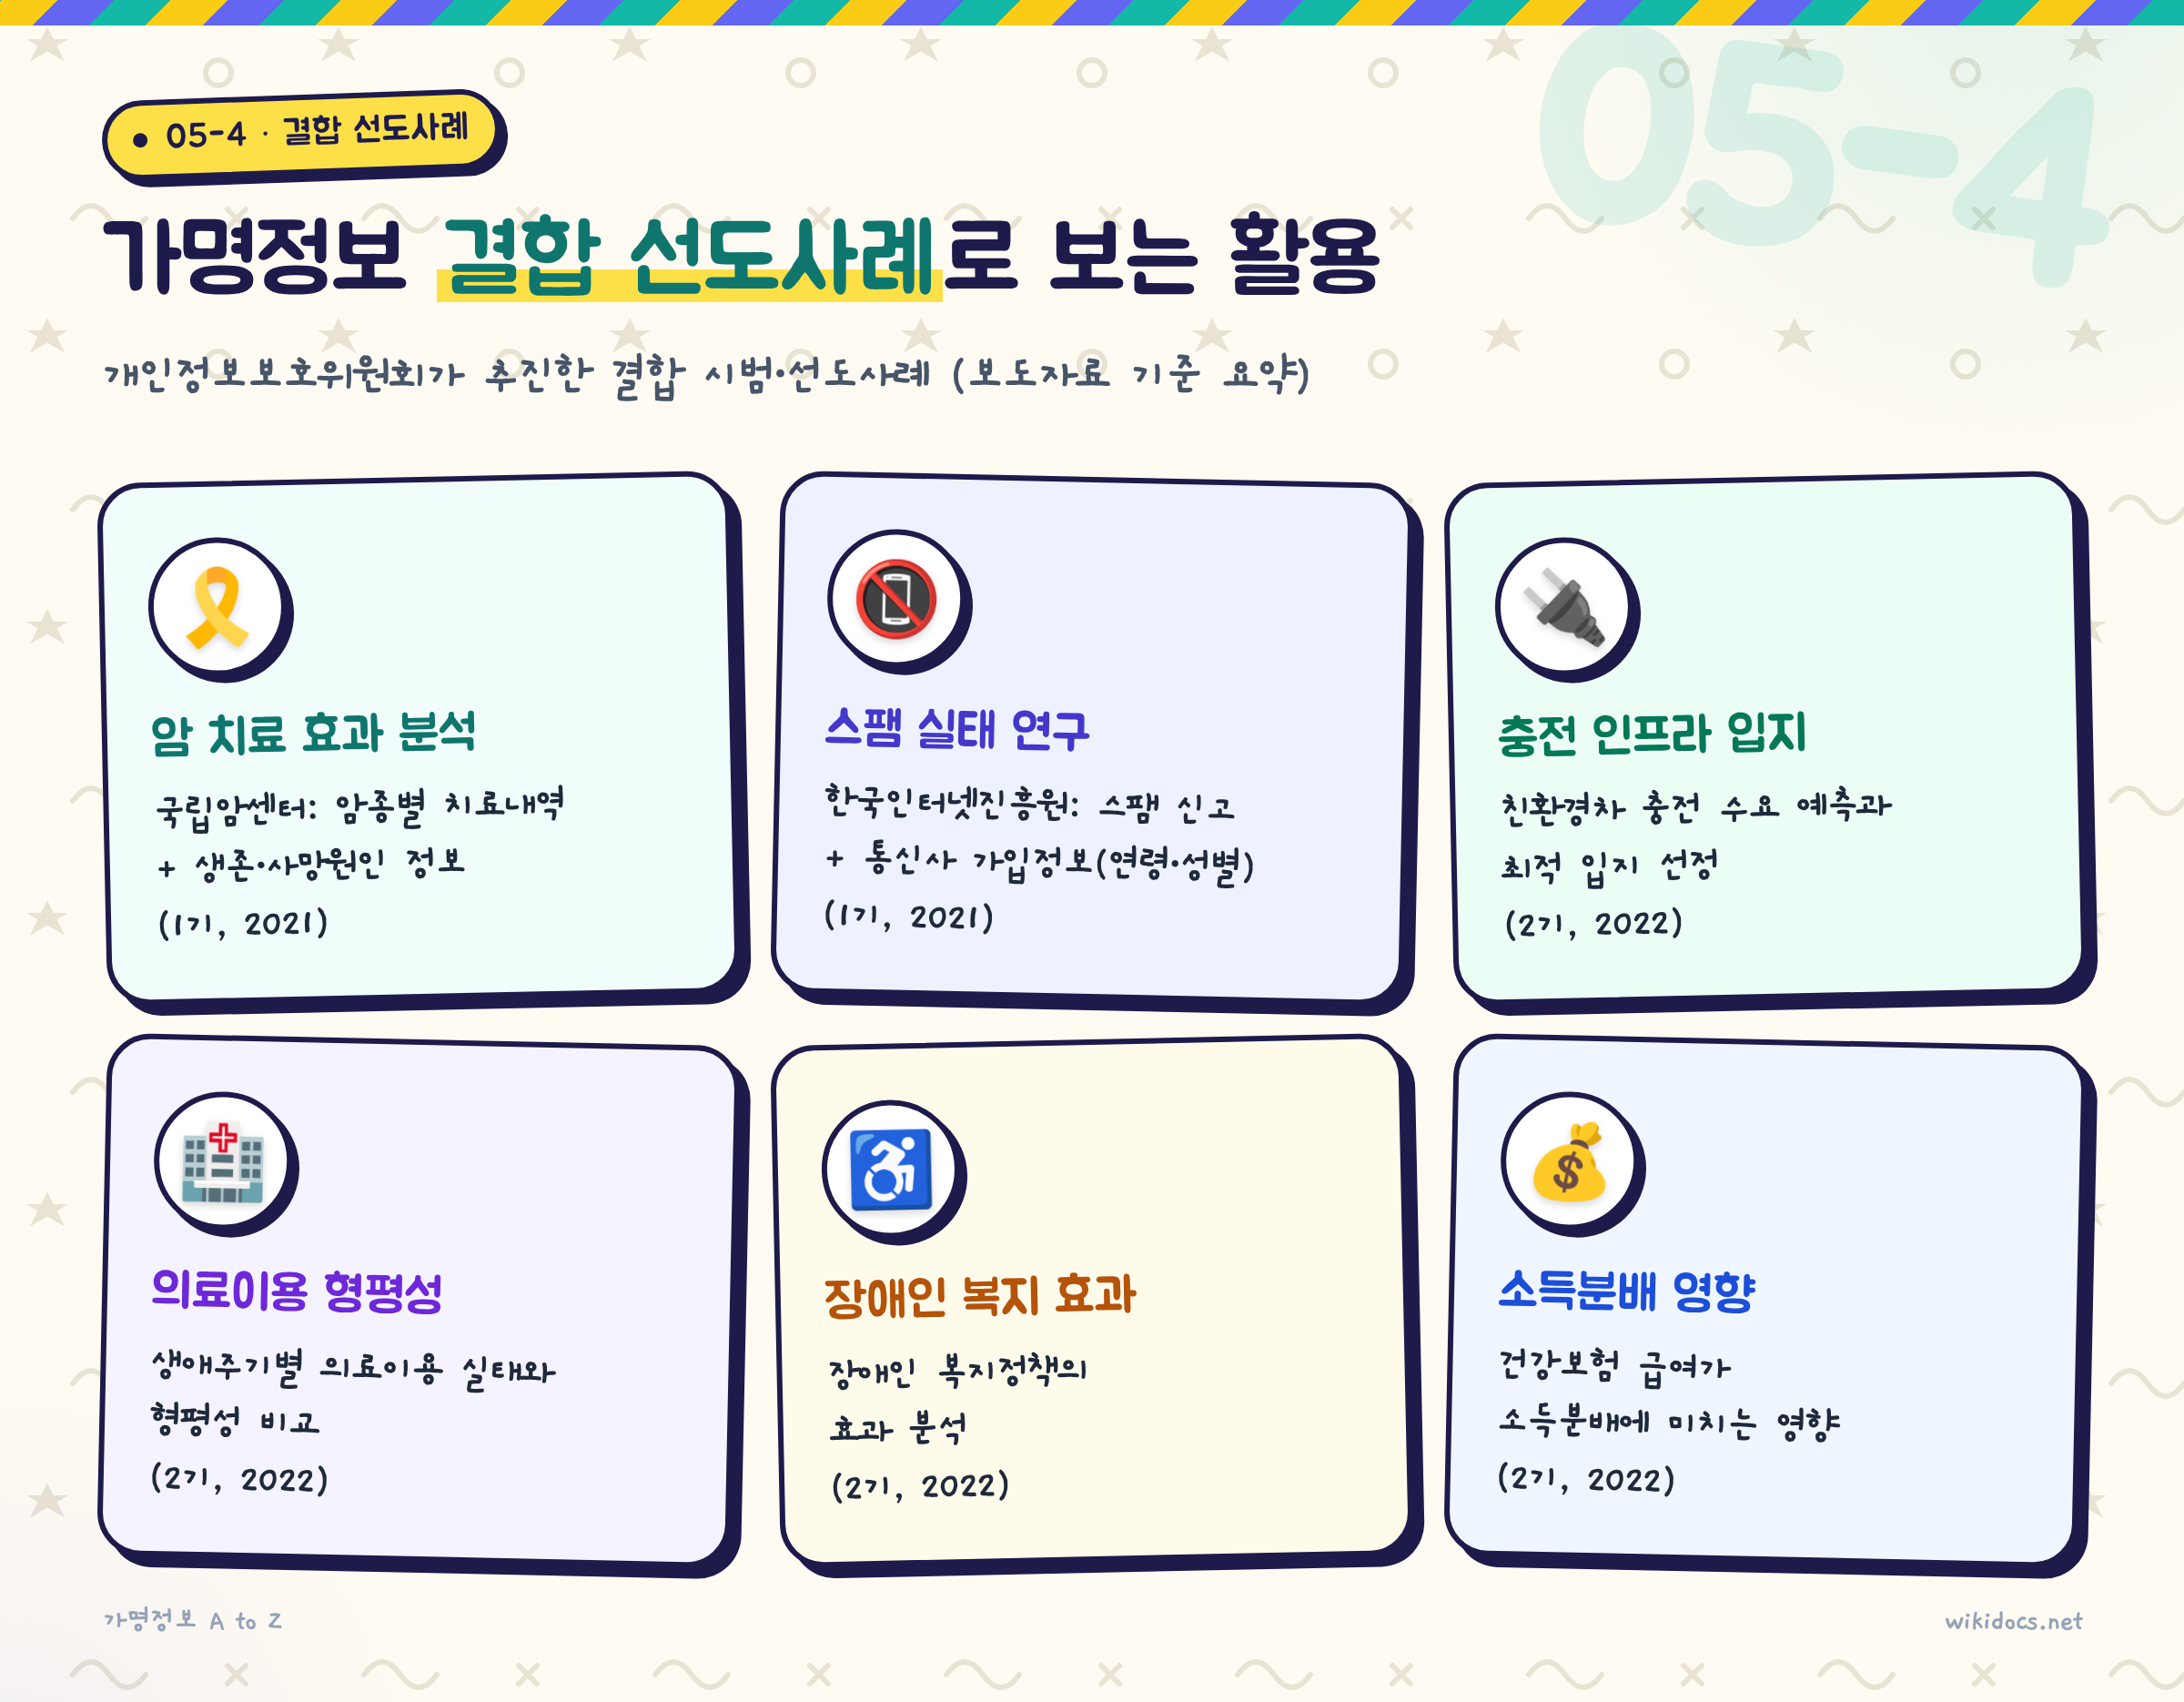 05-4
05-4 · 결합 선도사례
가명정보 결합 선도사례로 보는 활용
개인정보보호위원회가 추진한 결합 시범·선도사례 (보도자료 기준 요약)
암 치료 효과 분석
국립암센터: 암종별 치료내역
+ 생존·사망원인 정보
(1기, 2021)
스팸 실태 연구
한국인터넷진흥원: 스팸 신고
+ 통신사 가입정보(연령·성별)
(1기, 2021)
충전 인프라 입지
친환경차 충전 수요 예측과
최적 입지 선정
(2기, 2022)
의료이용 형평성
생애주기별 의료이용 실태와
형평성 비교
(2기, 2022)
장애인 복지 효과
장애인 복지정책의
효과 분석
(2기, 2022)
소득분배 영향
건강보험 급여가
소득분배에 미치는 영향
(2기, 2022)
가명정보 A to Z
wikidocs.net